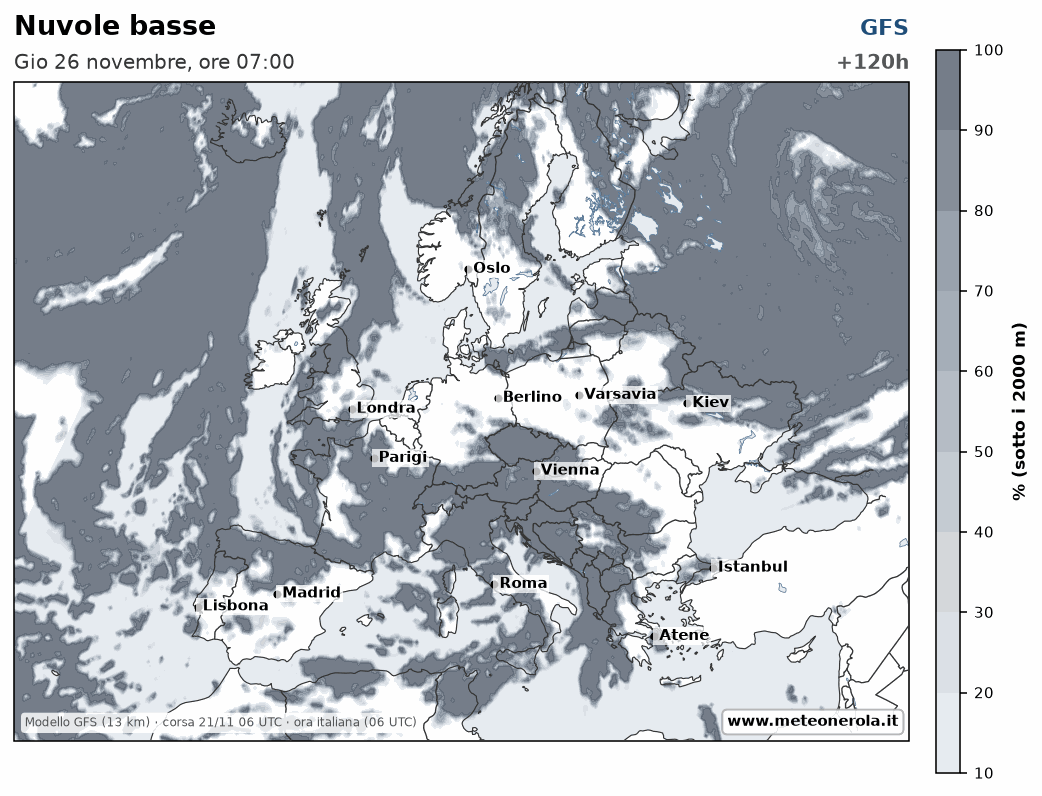 Nuvole basse
GFS
Gio 26 novembre, ore 07:00
+120h
100
90
80
70
60
50
40
30
20
10
% (sotto i 2000 m)
Oslo
Londra
Berlino
Varsavia
Kiev
Parigi
Vienna
Istanbul
Roma
Madrid
Lisbona
Atene
Modello GFS (13 km) · corsa 21/11 06 UTC · ora italiana (06 UTC)
www.meteonerola.it